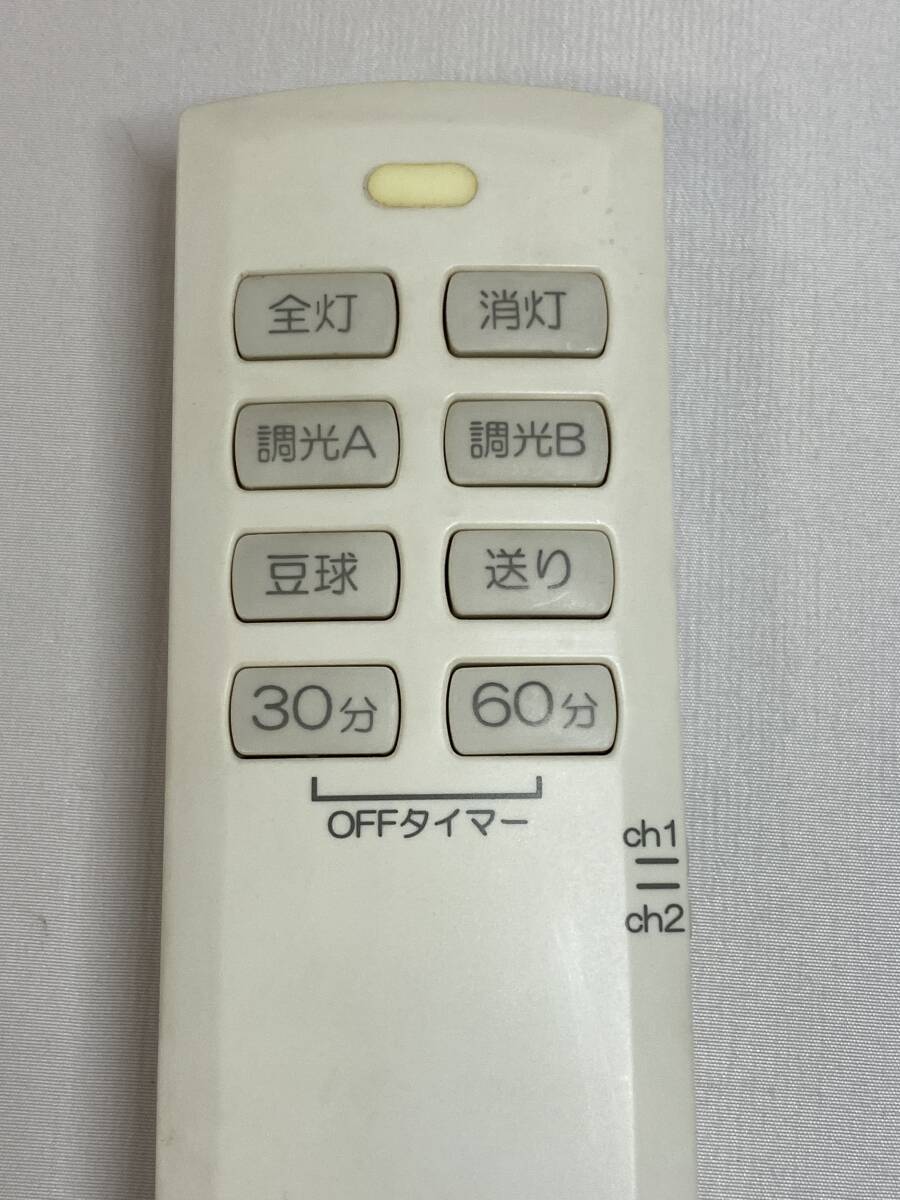 全灯 消灯
調光A 調光B
豆球 送り
30分 60分
OFFタイマー
ch1
ch2